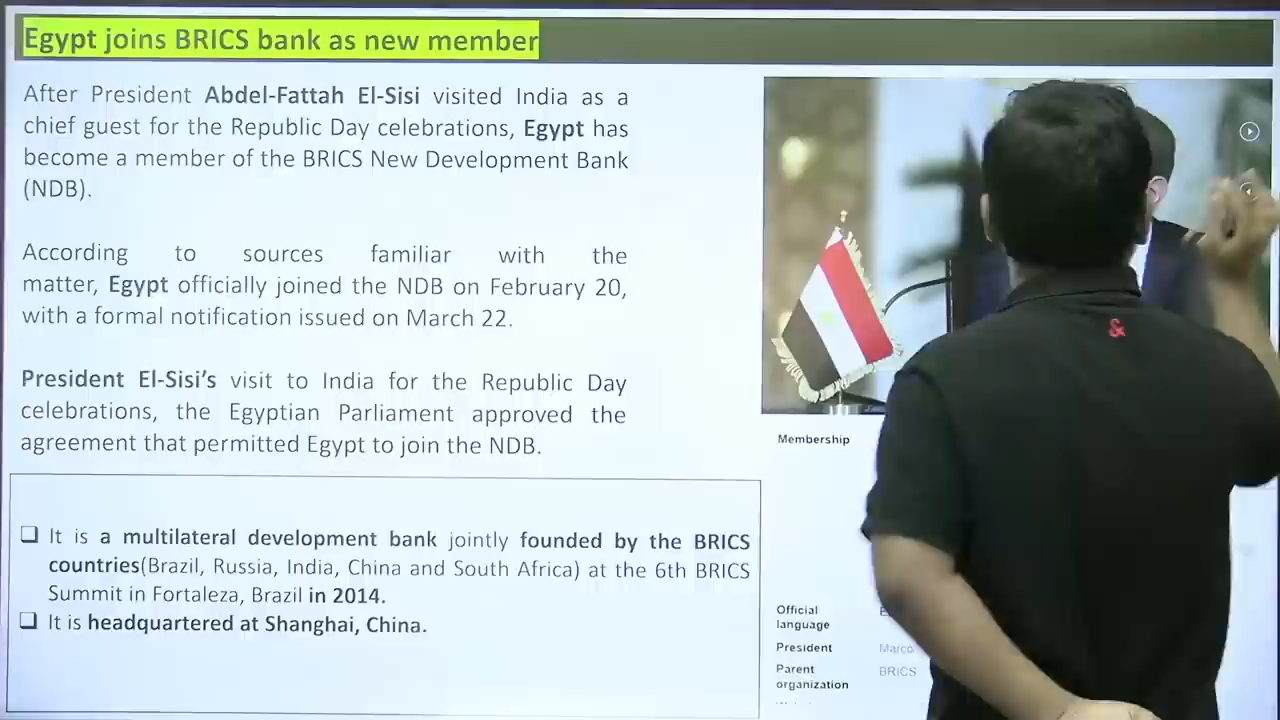 Egypt joins BRICS bank as new member
After President Abdel-Fattah El-Sisi visited India as a
chief guest for the Republic Day celebrations, Egypt has
become a member of the BRICS New Development Bank
(NDB).
According to sources familiar with the
matter, Egypt officially joined the NDB on February 20,
with a formal notification issued on March 22.
President El-Sisi's visit to India for the Republic Day
celebrations, the Egyptian Parliament approved the
agreement that permitted Egypt to join the NDB.
❑ It is a multilateral development bank jointly founded by the BRICS
countries(Brazil, Russia, India, China and South Africa) at the 6th BRICS
Summit in Fortaleza, Brazil in 2014.
❑ It is headquartered at Shanghai, China.
&
Membership
Official
language
President Marco
Parent
organization BRICS